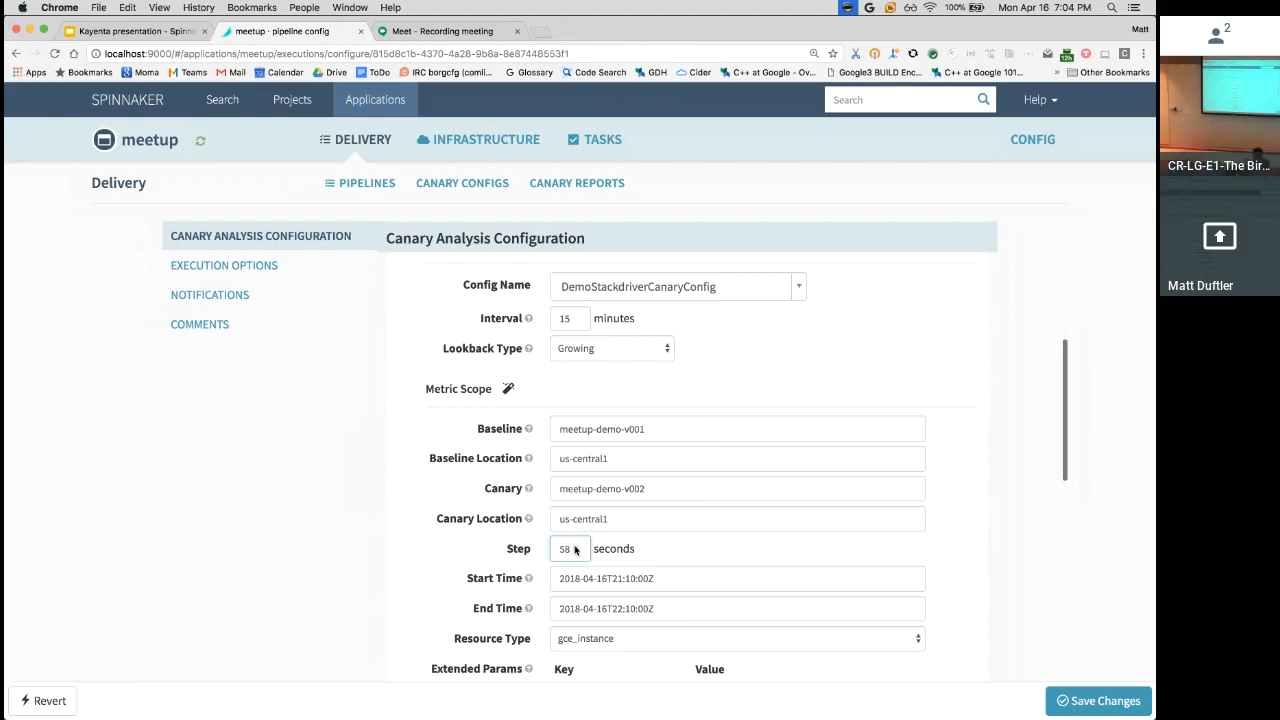 Chrome File Edit View History Bookmarks People Window Help 100% Mon Apr 16 7:04 PM
Kayenta presentation - Spinn meetup · pipeline config Meet - Recording meeting Matt
localhost:9000/#/applications/meetup/executions/configure/815d8c1b-4370-4a28-9b8a-8e87448553f1 12h
Apps Bookmarks Moma Teams Mail Calendar Drive ToDo IRC borgcfg (comli... Glossary Code Search GDH Cider C++ at Google - Ov... Google3 BUILD Enc... C++ at Google 101... » Other Bookmarks
SPINNAKER Search Projects Applications Search Help
meetup DELIVERY INFRASTRUCTURE TASKS CONFIG
Delivery PIPELINES CANARY CONFIGS CANARY REPORTS
CANARY ANALYSIS CONFIGURATION
EXECUTION OPTIONS
NOTIFICATIONS
COMMENTS
Canary Analysis Configuration
Config Name DemoStackdriverCanaryConfig
Interval 15 minutes
Lookback Type Growing
Metric Scope
Baseline meetup-demo-v001
Baseline Location us-central1
Canary meetup-demo-v002
Canary Location us-central1
Step 58 seconds
Start Time 2018-04-16T21:10:00Z
End Time 2018-04-16T22:10:00Z
Resource Type gce_instance
Extended Params Key Value
Revert Save Changes
2
CR-LG-E1-The Bir...
Matt Duftler